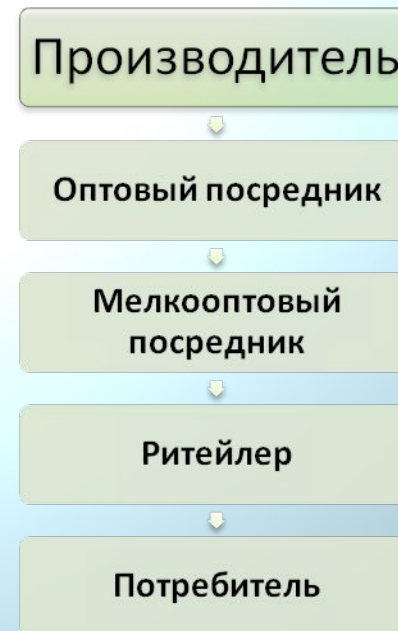 Производитель
Оптовый посредник
Мелкооптовый
посредник
Ритейлер
Потребитель